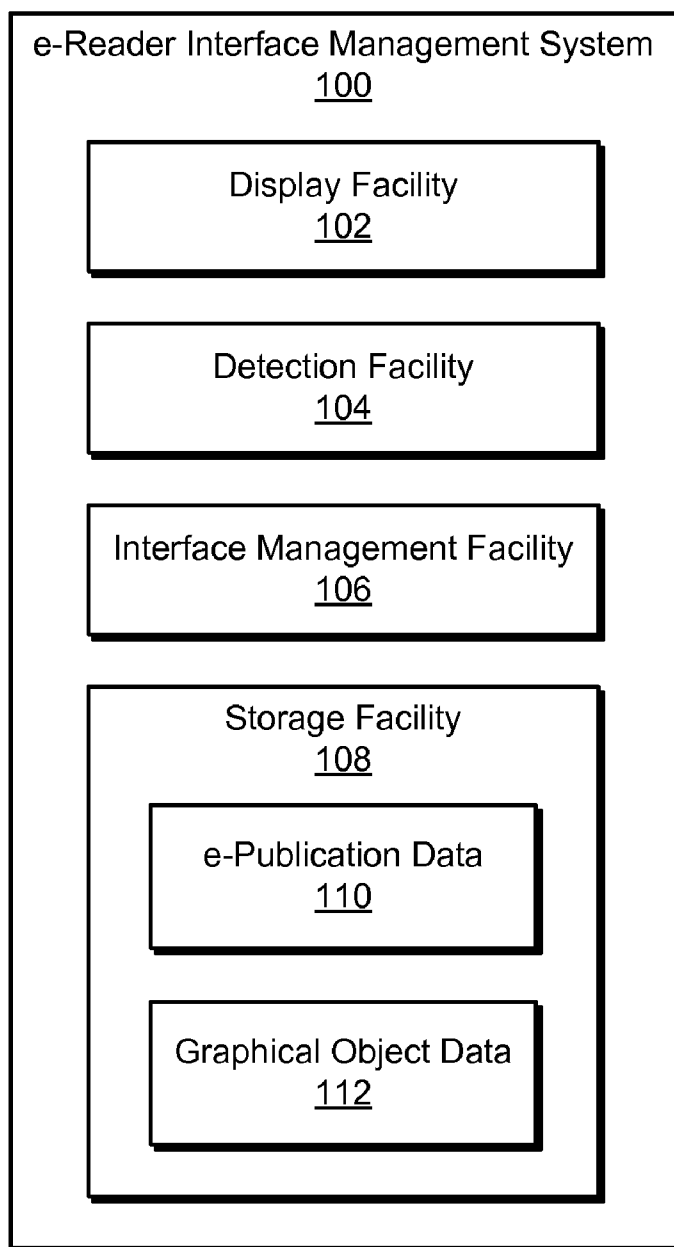 e-Reader Interface Management System
100
Display Facility
102
Detection Facility
104
Interface Management Facility
106
Storage Facility
108
e-Publication Data
110
Graphical Object Data
112